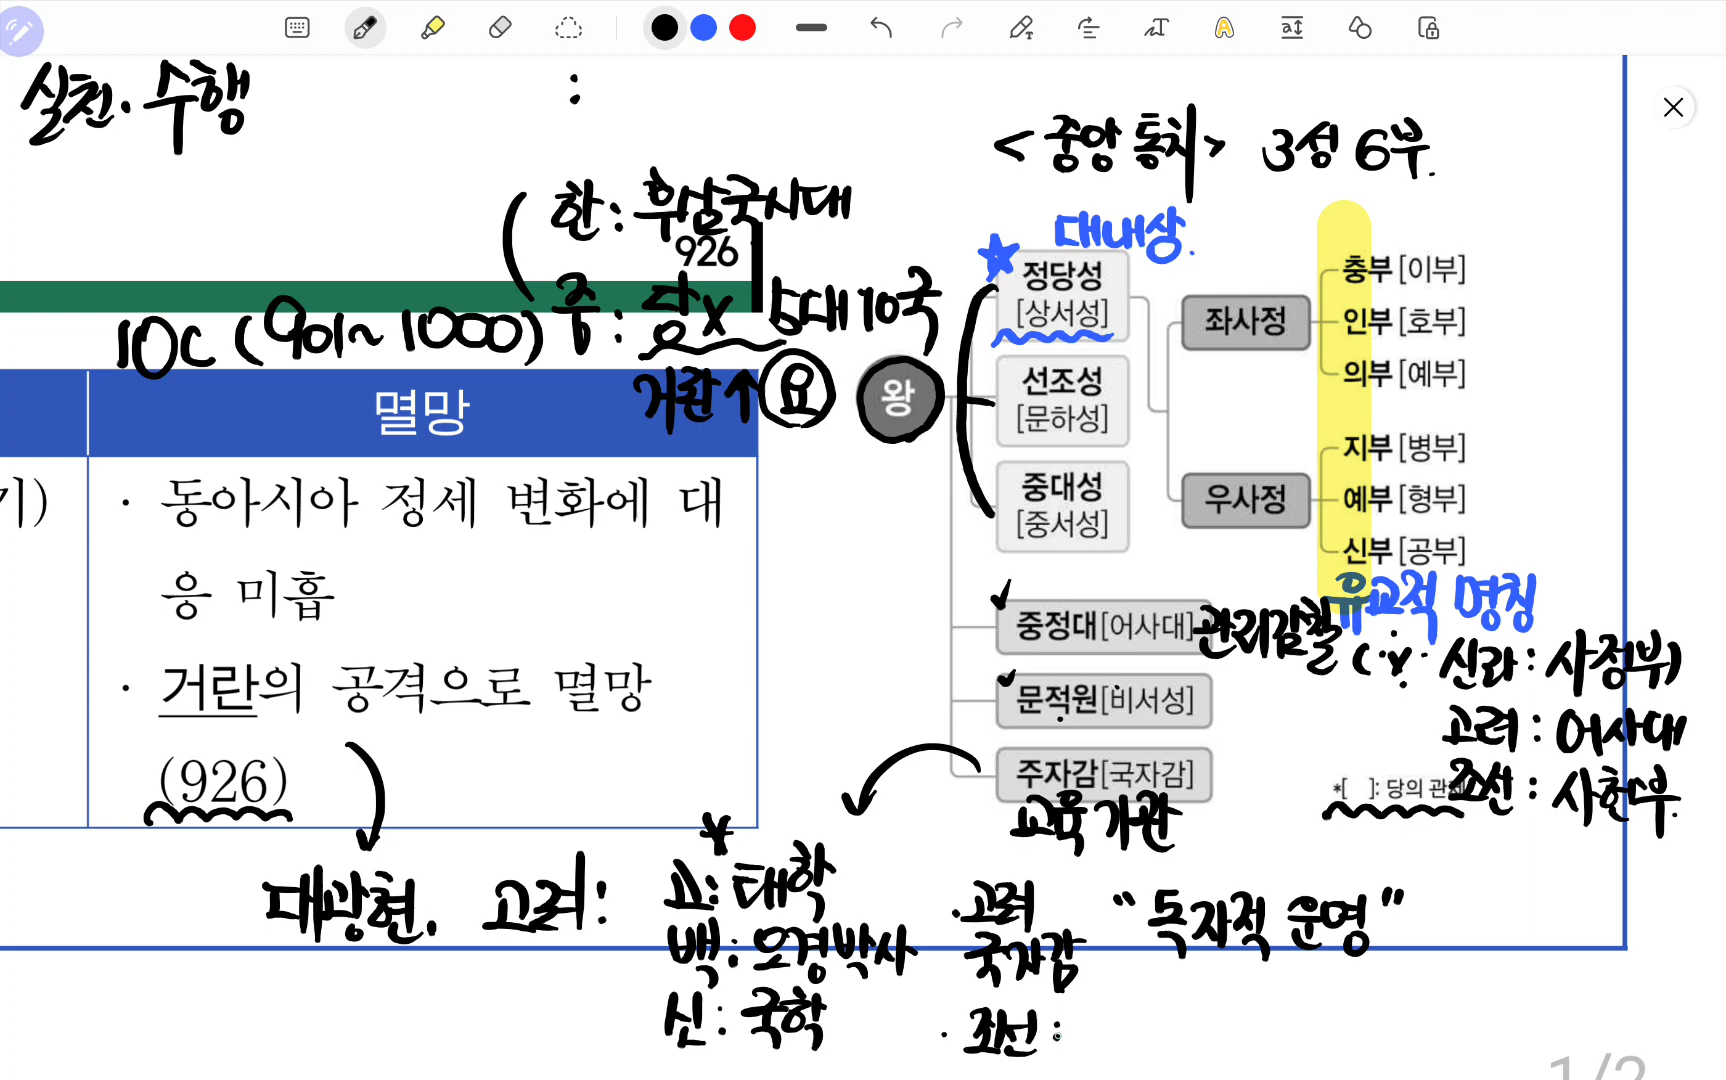 실천·수행
:
<중앙 통치> 3성 6부.
한: 후삼국시대
926
대내상.
정당성
[상서성]
충부 [이부]
중: 당X 5대10국
10C (901~1000)
좌사정
인부 [호부]
거란↑ 요
왕
선조성
[문하성]
의부 [예부]
멸망
지부 [병부]
중대성
[중서성]
우사정
예부 [형부]
기)
· 동아시아 정세 변화에 대
응 미흡
신부 [공부]
유교적 명칭
중정대[어사대]
관리감찰
(※ 신라: 사정부)
· 거란의 공격으로 멸망
(926)
문적원[비서성]
고려: 어사대
주자감[국자감]
*[ ]: 당의 관제
조선: 사헌부.
교육기관
대광현. 고려!
고: 태학
백: 오경박사
신: 국학
·고려
국자감
·조선:
“독자적 운영”
1/2